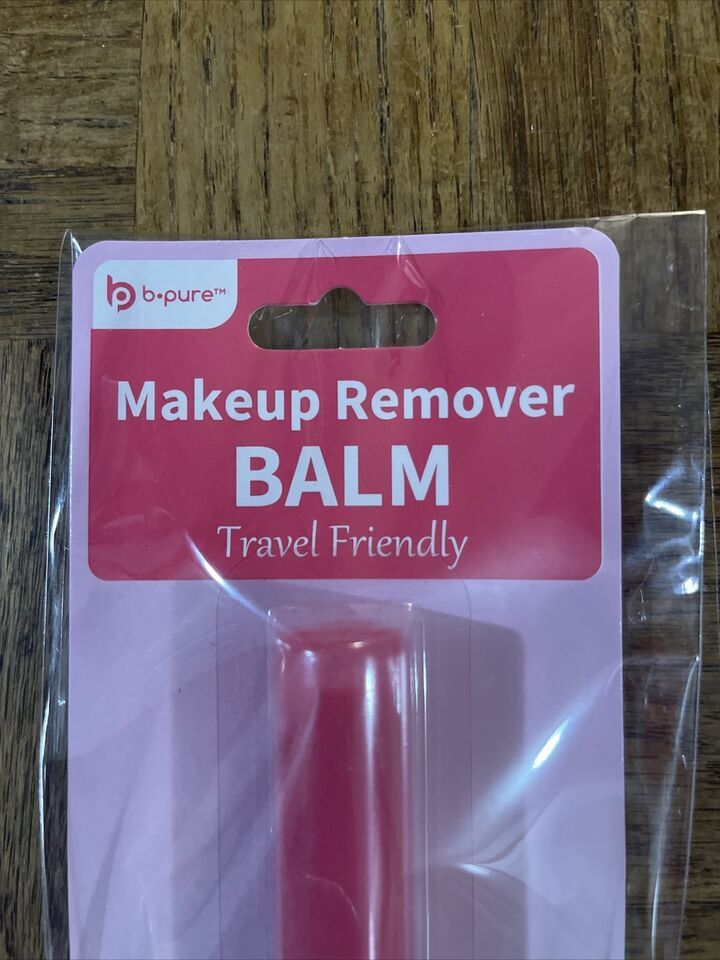 b•pure™
Makeup Remover
BALM
Travel Friendly